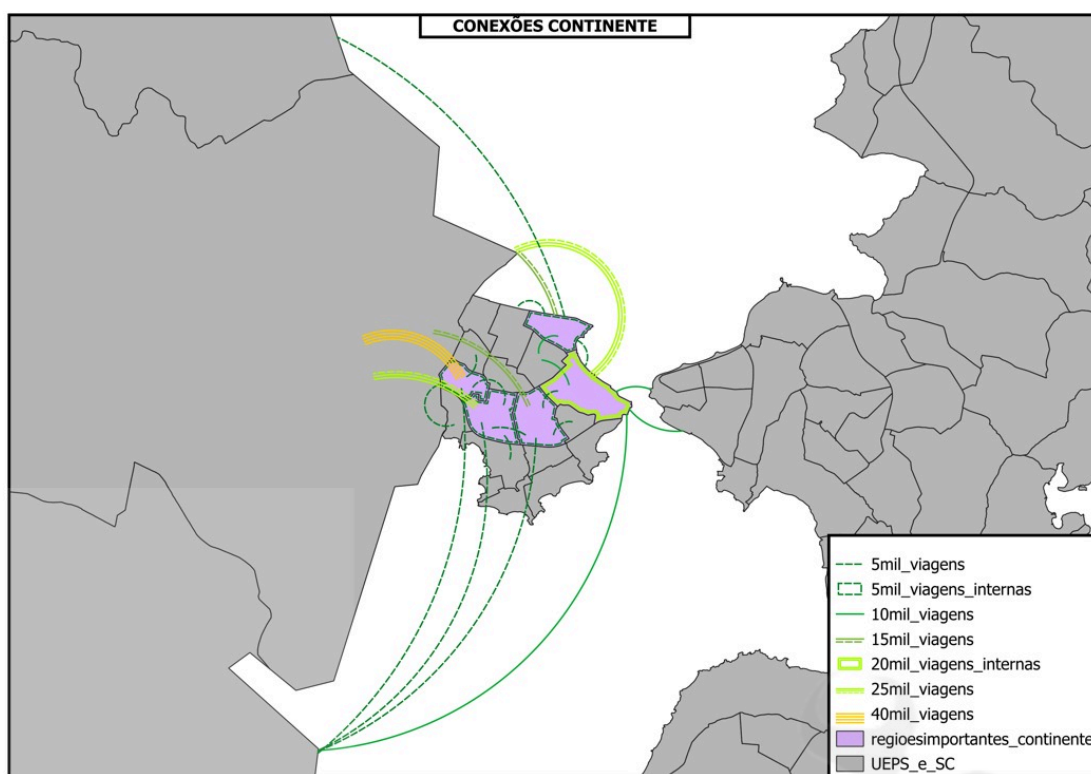 CONEXÕES CONTINENTE
5mil_viagens
5mil_viagens_internas
10mil_viagens
15mil_viagens
20mil_viagens_internas
25mil_viagens
40mil_viagens
regioesimportantes_continente
UEPS_e_SC